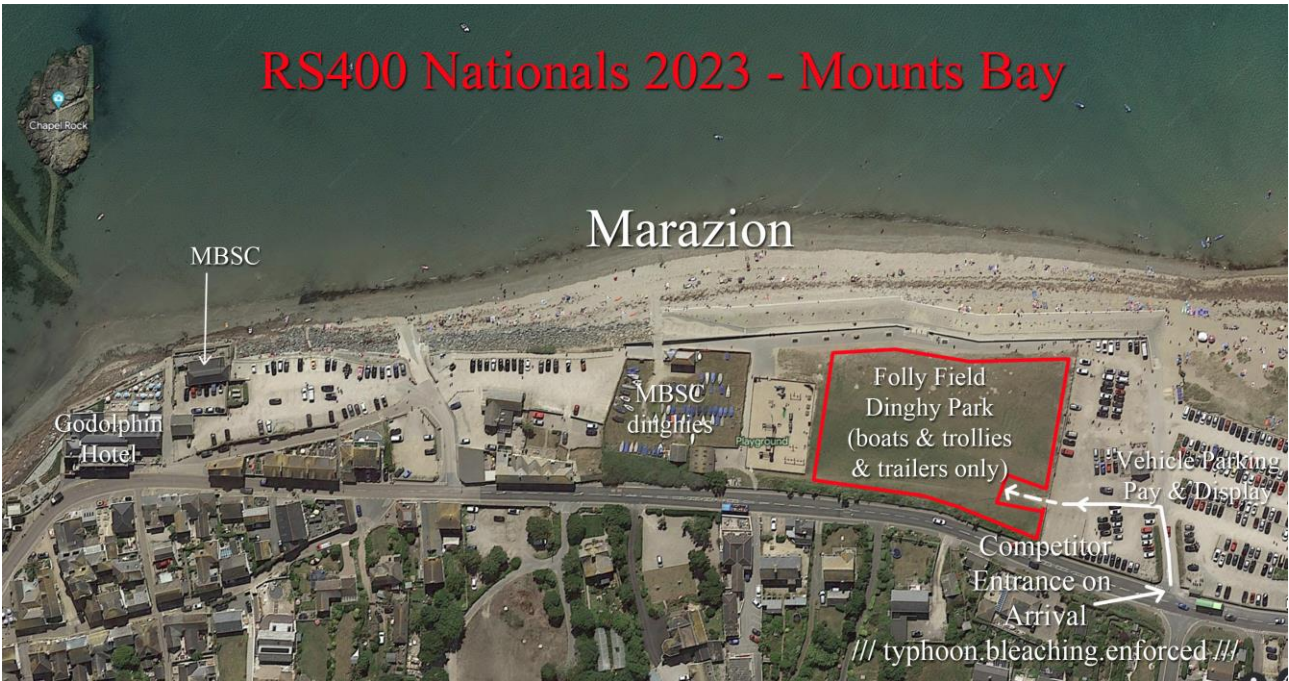 RS400 Nationals 2023 - Mounts Bay
Chapel Rock
Marazion
MBSC
Godolphin
Hotel
MBSC
dinghies
Playground
Folly Field
Dinghy Park
(boats & trollies
& trailers only)
Vehicle Parking
Pay & Display
Competitor
Entrance on
Arrival
/// typhoon.bleaching.enforced ///